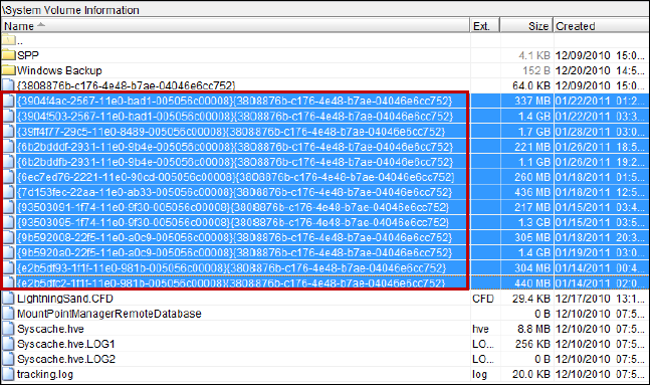 \System Volume Information
Name Ext. Size Created
..
SPP 4.1 KB 12/09/2010 15:0...
Windows Backup 152 B 12/20/2010 14:5...
{3808876b-c176-4e48-b7ae-04046e6cc752} 64.0 KB 12/09/2010 15:0...
{3904f4ac-2567-11e0-bad1-005056c00008}{3808876b-c176-4e48-b7ae-04046e6cc752} 337 MB 01/22/2011 01:2...
{3904f503-2567-11e0-bad1-005056c00008}{3808876b-c176-4e48-b7ae-04046e6cc752} 1.4 GB 01/22/2011 03:3...
{39ff4f77-29c5-11e0-8489-005056c00008}{3808876b-c176-4e48-b7ae-04046e6cc752} 1.7 GB 01/28/2011 03:0...
{6b2bdddf-2931-11e0-9b4e-005056c00008}{3808876b-c176-4e48-b7ae-04046e6cc752} 221 MB 01/26/2011 18:5...
{6b2bddfb-2931-11e0-9b4e-005056c00008}{3808876b-c176-4e48-b7ae-04046e6cc752} 1.1 GB 01/26/2011 19:2...
{6ec7ed76-2221-11e0-90cd-005056c00008}{3808876b-c176-4e48-b7ae-04046e6cc752} 260 MB 01/18/2011 01:5...
{7d153fec-22aa-11e0-ab33-005056c00008}{3808876b-c176-4e48-b7ae-04046e6cc752} 436 MB 01/18/2011 12:5...
{93503091-1f74-11e0-9f30-005056c00008}{3808876b-c176-4e48-b7ae-04046e6cc752} 217 MB 01/15/2011 03:4...
{93503095-1f74-11e0-9f30-005056c00008}{3808876b-c176-4e48-b7ae-04046e6cc752} 1.3 GB 01/15/2011 03:5...
{9b592008-22f5-11e0-a0c9-005056c00008}{3808876b-c176-4e48-b7ae-04046e6cc752} 305 MB 01/18/2011 20:3...
{9b5920a0-22f5-11e0-a0c9-005056c00008}{3808876b-c176-4e48-b7ae-04046e6cc752} 1.4 GB 01/19/2011 03:0...
{e2b5df93-1f1f-11e0-981b-005056c00008}{3808876b-c176-4e48-b7ae-04046e6cc752} 304 MB 01/14/2011 00:4...
{e2b5dfc2-1f1f-11e0-981b-005056c00008}{3808876b-c176-4e48-b7ae-04046e6cc752} 440 MB 01/14/2011 02:0...
LightningSand.CFD CFD 29.4 KB 12/17/2010 13:1...
MountPointManagerRemoteDatabase 0 B 12/10/2010 07:5...
Syscache.hve hve 8.8 MB 12/10/2010 07:5...
Syscache.hve.LOG1 LO... 256 KB 12/10/2010 07:5...
Syscache.hve.LOG2 LO... 0 B 12/10/2010 07:5...
tracking.log log 20.0 KB 12/10/2010 07:5...